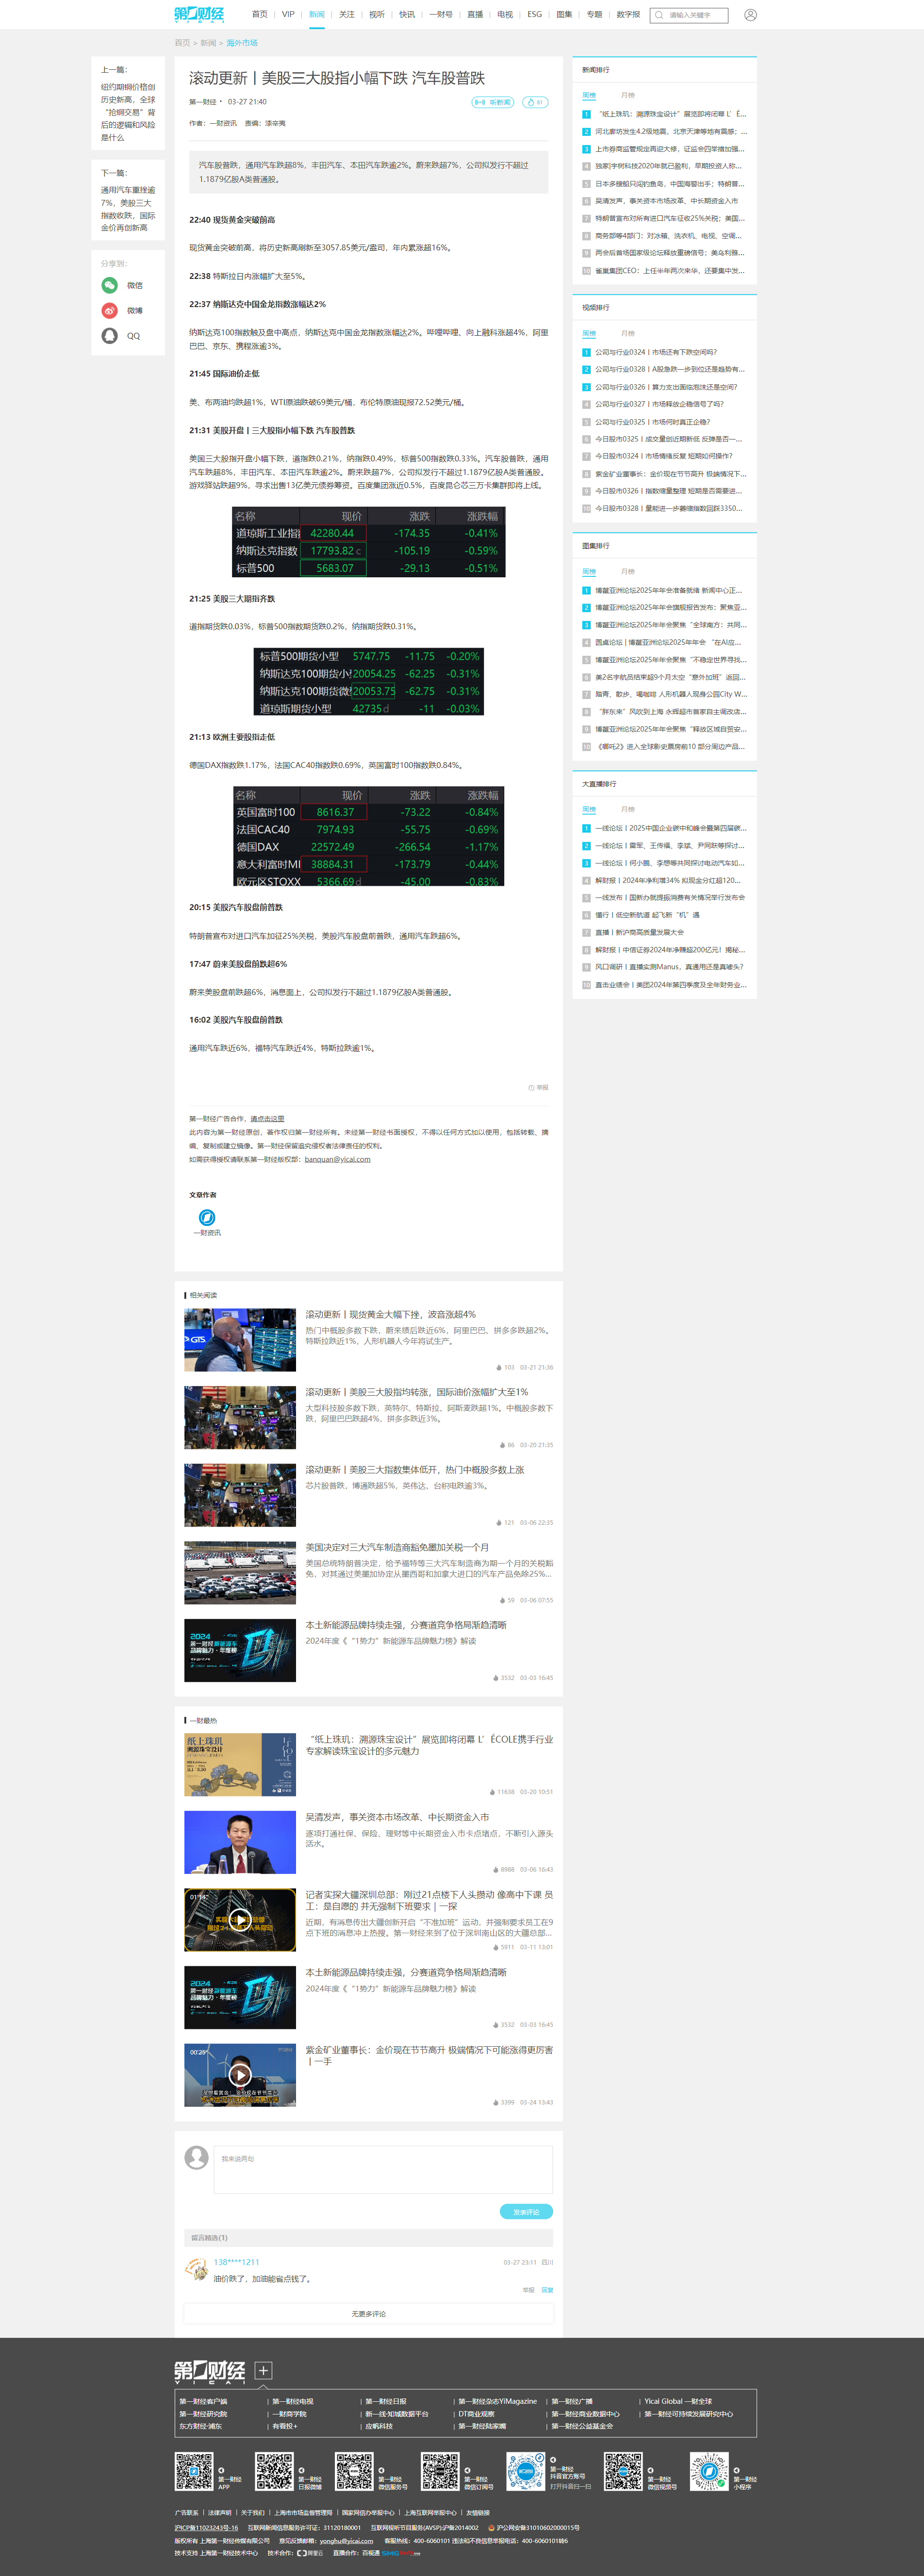 第一财经
YICAI
首页 | VIP | 新闻 | 关注 | 视听 | 快讯 | 一财号 | 直播 | 电视 | ESG | 图集 | 专题 | 数字报
请输入关键字
首页 > 新闻 > 海外市场
上一篇：
纽约期铜价格创
历史新高，全球
“抢铜交易”背
后的逻辑和风险
是什么
下一篇：
通用汽车重挫逾
7%，美股三大
指数收跌，国际
金价再创新高
分享到：
微信
微博
QQ
滚动更新丨美股三大股指小幅下跌 汽车股普跌
第一财经 • 03-27 21:40
听新闻
61
作者：一财资讯 责编：漆辛夷
汽车股普跌，通用汽车跌超8%，丰田汽车、本田汽车跌逾2%。蔚来跌超7%，公司拟发行不超过
1.1879亿股A类普通股。
22:40 现货黄金突破前高
现货黄金突破前高，将历史新高刷新至3057.85美元/盎司，年内累涨超16%。
22:38 特斯拉日内涨幅扩大至5%。
22:37 纳斯达克中国金龙指数涨幅达2%
纳斯达克100指数触及盘中高点，纳斯达克中国金龙指数涨幅达2%。哔哩哔哩、向上融科涨超4%，阿里
巴巴、京东、携程涨逾3%。
21:45 国际油价走低
美、布两油均跌超1%，WTI原油跌破69美元/桶，布伦特原油现报72.52美元/桶。
21:31 美股开盘丨三大股指小幅下跌 汽车股普跌
美国三大股指开盘小幅下跌，道指跌0.21%，纳指跌0.49%，标普500指数跌0.33%。汽车股普跌，通用
汽车跌超8%，丰田汽车、本田汽车跌逾2%。蔚来跌超7%，公司拟发行不超过1.1879亿股A类普通股。
游戏驿站跌超9%，寻求出售13亿美元债券筹资。百度集团涨近0.5%，百度昆仑芯三万卡集群即将上线。
名称 现价 涨跌 涨跌幅
道琼斯工业指 42280.44 -174.35 -0.41%
纳斯达克指数 17793.82 c -105.19 -0.59%
标普500 5683.07 -29.13 -0.51%
21:25 美股三大期指齐跌
道指期货跌0.03%，标普500指数期货跌0.2%，纳指期货跌0.31%。
标普500期货小型 5747.75 -11.75 -0.20%
纳斯达克100期货小 20054.25 -62.25 -0.31%
纳斯达克100期货微 20053.75 -62.75 -0.31%
道琼斯期货小型 42735 d -11 -0.03%
21:13 欧洲主要股指走低
德国DAX指数跌1.17%，法国CAC40指数跌0.69%，英国富时100指数跌0.84%。
名称 现价 涨跌 涨跌幅
英国富时100 8616.37 -73.22 -0.84%
法国CAC40 7974.93 -55.75 -0.69%
德国DAX 22572.49 -266.54 -1.17%
意大利富时MI 38884.31 -173.79 -0.44%
欧元区STOXX 5366.69 d -45.00 -0.83%
20:15 美股汽车股盘前普跌
特朗普宣布对进口汽车加征25%关税，美股汽车股盘前普跌，通用汽车跌超6%。
17:47 蔚来美股盘前跌超6%
蔚来美股盘前跌超6%，消息面上，公司拟发行不超过1.1879亿股A类普通股。
16:02 美股汽车股盘前普跌
通用汽车跌近6%，福特汽车跌近4%，特斯拉跌逾1%。
举报
第一财经广告合作，请点击这里
此内容为第一财经原创，著作权归第一财经所有。未经第一财经书面授权，不得以任何方式加以使用，包括转载、摘
编、复制或建立镜像。第一财经保留追究侵权者法律责任的权利。
如需获得授权请联系第一财经版权部：banquan@yicai.com
文章作者
一财资讯
相关阅读
滚动更新丨现货黄金大幅下挫，波音涨超4%
热门中概股多数下跌，蔚来绩后跌近6%，阿里巴巴、拼多多跌超2%。
特斯拉跌近1%，人形机器人今年将试生产。
103 03-21 21:36
滚动更新丨美股三大股指均转涨，国际油价涨幅扩大至1%
大型科技股多数下跌，英特尔、特斯拉、阿斯麦跌超1%。中概股多数下
跌，阿里巴巴跌超4%，拼多多跌近3%。
86 03-20 21:35
滚动更新丨美股三大指数集体低开，热门中概股多数上涨
芯片股普跌，博通跌超5%，英伟达、台积电跌逾3%。
121 03-06 22:35
美国决定对三大汽车制造商豁免墨加关税一个月
美国总统特朗普决定，给予福特等三大汽车制造商为期一个月的关税豁
免，对其通过美墨加协定从墨西哥和加拿大进口的汽车产品免除25%...
59 03-06 07:55
本土新能源品牌持续走强，分赛道竞争格局渐趋清晰
2024年度《“1势力”新能源车品牌魅力榜》解读
3532 03-03 16:45
一财最热
“纸上珠玑：溯源珠宝设计”展览即将闭幕 L’ÉCOLE携手行业
专家解读珠宝设计的多元魅力
11638 03-20 10:51
吴清发声，事关资本市场改革、中长期资金入市
逐项打通社保、保险、理财等中长期资金入市卡点堵点，不断引入源头
活水。
8988 03-06 16:43
记者实探大疆深圳总部：刚过21点楼下人头攒动 像高中下课 员
工：是自愿的 并无强制下班要求｜一探
近期，有消息传出大疆创新开启“不准加班”运动，并强制要求员工在9
点下班的消息冲上热搜。第一财经来到了位于深圳南山区的大疆总部...
5911 03-11 13:01
本土新能源品牌持续走强，分赛道竞争格局渐趋清晰
2024年度《“1势力”新能源车品牌魅力榜》解读
3532 03-03 16:45
紫金矿业董事长：金价现在节节高升 极端情况下可能涨得更厉害
丨一手
3399 03-24 13:43
我来说两句
发表评论
留言精选(1)
138****1211
03-27 23:11 四川
油价跌了，加油能省点钱了。
举报 回复
无更多评论
新闻排行
周榜 月榜
1 “纸上珠玑：溯源珠宝设计”展览即将闭幕 L’É...
2 河北廊坊发生4.2级地震，北京天津等地有震感；...
3 上市券商监管规定再迎大修，证监会四举措加强...
4 独家|宇树科技2020年就已盈利，早期投资人称...
5 日本多艘船只闯钓鱼岛，中国海警出手；特朗普...
6 吴清发声，事关资本市场改革、中长期资金入市
7 特朗普宣布对所有进口汽车征收25%关税；美国...
8 商务部等4部门：对冰箱、洗衣机、电视、空调...
9 两会后首场国家级论坛释放重磅信号；美乌利雅...
10 雀巢集团CEO：上任半年两次来华，还要集中发...
视频排行
周榜 月榜
1 公司与行业0324丨市场还有下跌空间吗？
2 公司与行业0328丨A股急跌一步到位还是趋势有...
3 公司与行业0326丨算力支出面临泡沫还是空间？
4 公司与行业0327丨市场释放企稳信号了吗？
5 公司与行业0325丨市场何时真正企稳？
6 今日股市0325丨成交量创近期新低 反弹是否一...
7 今日股市0324丨市场情绪反复 短期如何操作？
8 紫金矿业董事长：金价现在节节高升 极端情况下...
9 今日股市0326丨指数缩量整理 短期是否需要进...
10 今日股市0328丨量能进一步萎缩指数回踩3350...
图集排行
周榜 月榜
1 博鳌亚洲论坛2025年年会准备就绪 新闻中心正...
2 博鳌亚洲论坛2025年年会旗舰报告发布：聚焦亚...
3 博鳌亚洲论坛2025年年会聚焦“全球南方：共同...
4 圆桌论坛 | 博鳌亚洲论坛2025年年会 “在AI应...
5 博鳌亚洲论坛2025年年会聚焦“不稳定世界寻找...
6 美2名宇航员结束超9个月太空“意外加班”返回...
7 踏青、散步、喝咖啡 人形机器人现身公园City W...
8 “胖东来”风吹到上海 永辉超市首家自主调改店...
9 博鳌亚洲论坛2025年年会聚焦“释放区域自贸安...
10 《哪吒2》进入全球影史票房前10 部分周边产品...
大直播排行
周榜 月榜
1 一线论坛丨2025中国企业碳中和峰会暨第四届碳...
2 一线论坛丨雷军、王传福、李斌、尹同跃等探讨...
3 一线论坛丨何小鹏、李想等共同探讨电动汽车如...
4 解财报丨2024年净利增34% 拟现金分红超120...
5 一线发布丨国新办就提振消费有关情况举行发布会
6 懂行丨低空新航道 起飞新“机”遇
7 直播丨新沪商高质量发展大会
8 解财报丨中信证券2024年净赚超200亿元！揭秘...
9 风口调研丨直播实测Manus，真通用还是真噱头？
10 直击业绩会丨美团2024年第四季度及全年财务业...
第一财经
YICAI
第一财经客户端 | 第一财经电视 | 第一财经日报 | 第一财经杂志YiMagazine | 第一财经广播 | Yicai Global 一财全球
第一财经研究院 | 一财商学院 | 新一线·知城数据平台 | DT商业观察 | 第一财经商业数据中心 | 第一财经可持续发展研究中心
东方财经·浦东 | 有看投+ | 应帆科技 | 第一财经陆家嘴 | 第一财经公益基金会
第一财经
APP
第一财经
日报微博
第一财经
微信服务号
第一财经
微信订阅号
第一财经
抖音官方账号
打开抖音扫一扫
第一财经
微信视频号
第一财经
小程序
广告联系 | 法律声明 | 关于我们 | 上海市市场监督管理局 | 国家网信办举报中心 | 上海互联网举报中心 | 友情链接
沪ICP备11023243号-16 互联网新闻信息服务许可证：31120180001 互联网视听节目服务(AVSP):沪备2014002 沪公网安备31010602000015号
版权所有 上海第一财经传媒有限公司 意见反馈邮箱：yonghu@yicai.com 客服热线：400-6060101 违法和不良信息举报电话：400-6060101转6
技术支持 上海第一财经技术中心 技术合作： 阿里云 直播合作：百视通